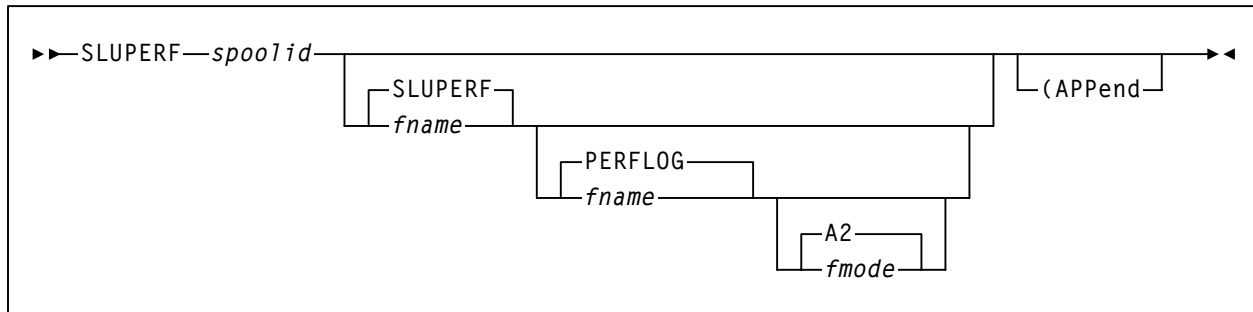 SLUPERF spoolid
(APPend
SLUPERF
fname
PERFLOG
fname
A2
fmode